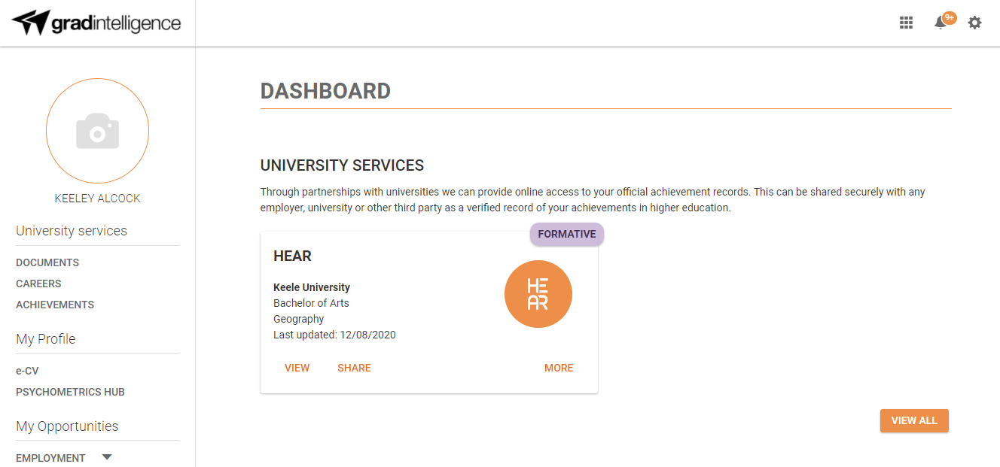 gradintelligence
9+
KEELEY ALCOCK
University services
DOCUMENTS
CAREERS
ACHIEVEMENTS
My Profile
e-CV
PSYCHOMETRICS HUB
My Opportunities
EMPLOYMENT
DASHBOARD
UNIVERSITY SERVICES
Through partnerships with universities we can provide online access to your official achievement records. This can be shared securely with any
employer, university or other third party as a verified record of your achievements in higher education.
FORMATIVE
HEAR
Keele University
Bachelor of Arts
Geography
Last updated: 12/08/2020
HE
AR
VIEW SHARE MORE
VIEW ALL